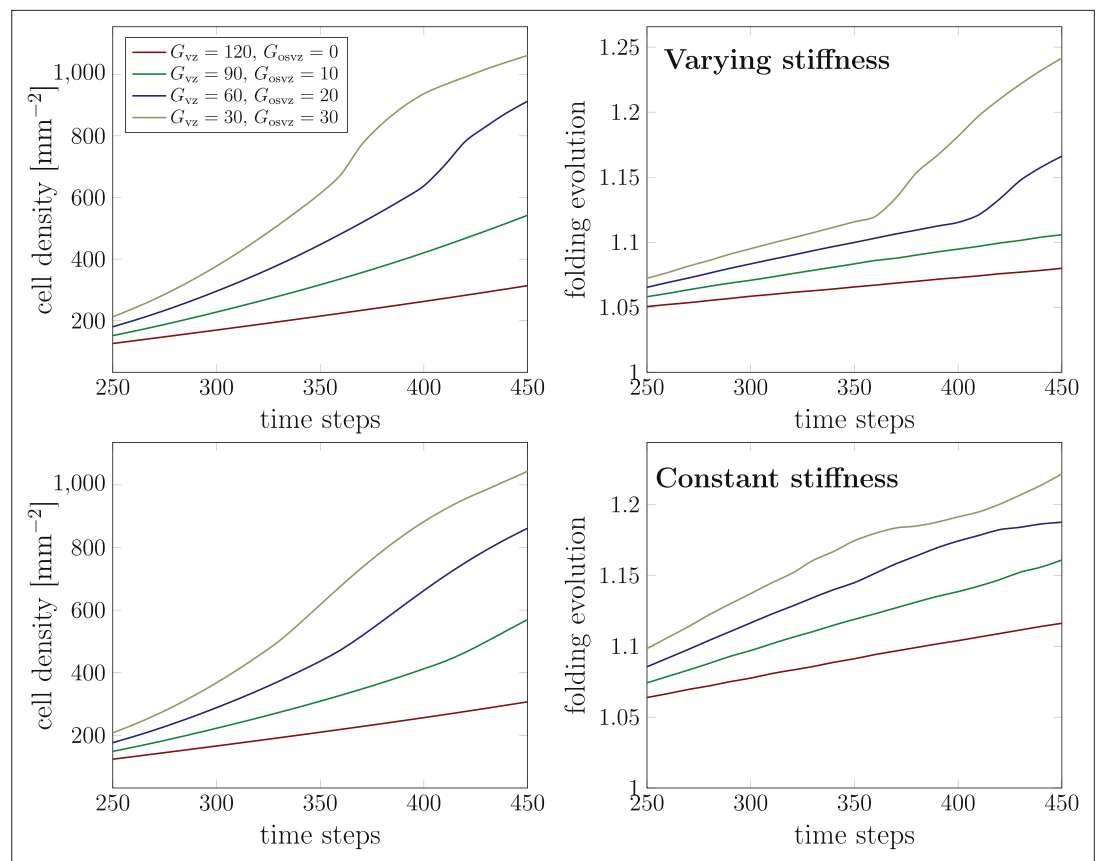 G_vz = 120, G_osvz = 0
G_vz = 90, G_osvz = 10
G_vz = 60, G_osvz = 20
G_vz = 30, G_osvz = 30
1,000
800
600
400
200
250 300 350 400 450
time steps
cell density [mm⁻²]
Varying stiffness
1.25
1.2
1.15
1.1
1.05
1
250 300 350 400 450
time steps
folding evolution
1,000
800
600
400
200
250 300 350 400 450
time steps
cell density [mm⁻²]
Constant stiffness
1.2
1.15
1.1
1.05
1
250 300 350 400 450
time steps
folding evolution